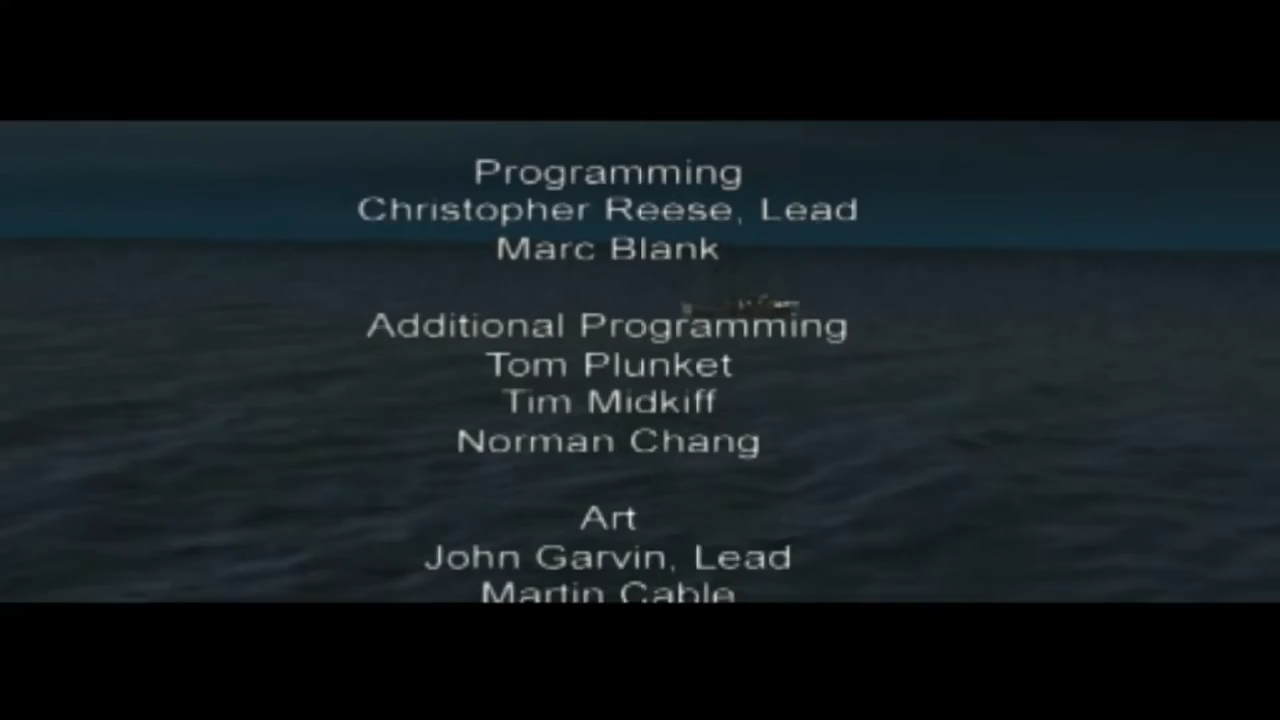 Programming
Christopher Reese, Lead
Marc Blank
Additional Programming
Tom Plunket
Tim Midkiff
Norman Chang
Art
John Garvin, Lead
Martin Cable